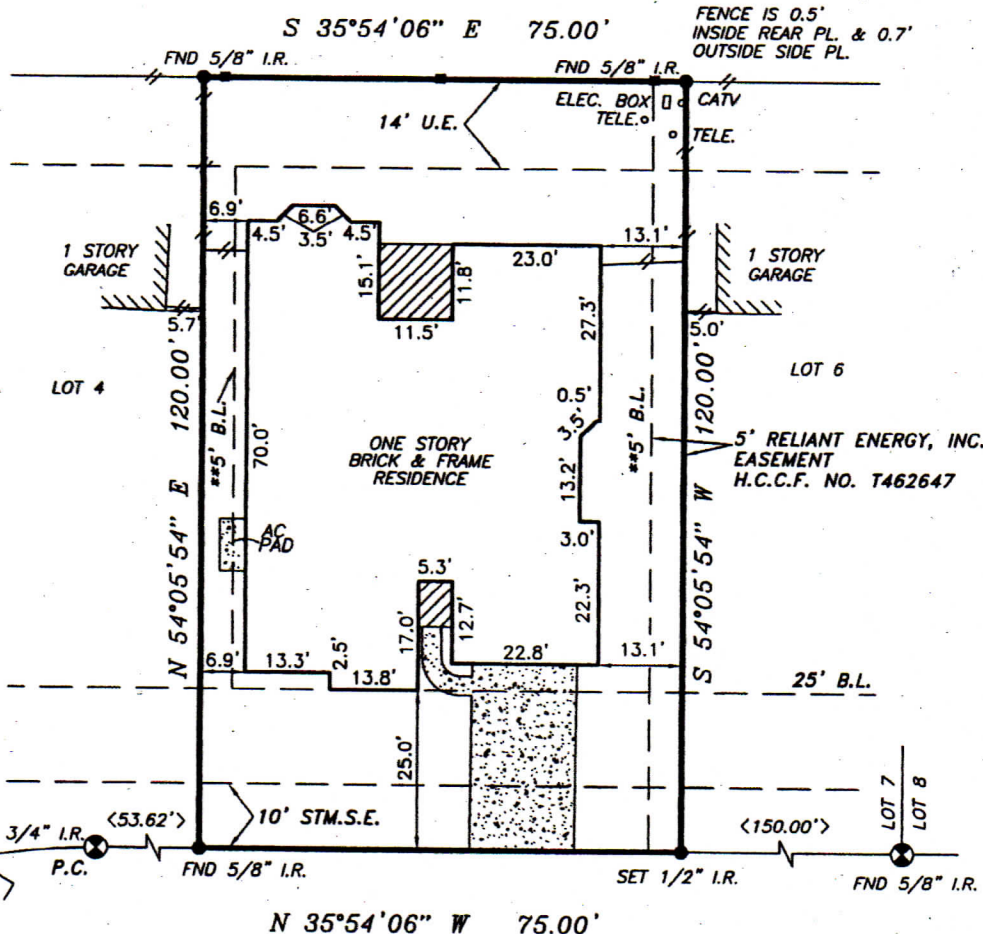 S 35°54'06" E 75.00'
FENCE IS 0.5'
INSIDE REAR PL. & 0.7'
OUTSIDE SIDE PL.
FND 5/8" I.R.
FND 5/8" I.R.
ELEC. BOX
CATV
TELE.
TELE.
14' U.E.
6.9'
6.6'
4.5'
3.5'
4.5'
13.1'
23.0'
1 STORY
GARAGE
1 STORY
GARAGE
15.1'
11.8'
11.5'
27.3'
5.7'
5.0'
LOT 4
LOT 6
N 54°05'54" E 120.00'
**5' B.L.
70.0'
0.5'
3.5'
13.2'
3.0'
22.3'
**5' B.L.
S 54°05'54" W 120.00'
ONE STORY
BRICK & FRAME
RESIDENCE
5' RELIANT ENERGY, INC.
EASEMENT
H.C.C.F. NO. T462647
AC
PAD
5.3'
17.0'
12.7'
6.9'
13.3'
2.5'
13.8'
22.8'
13.1'
25' B.L.
25.0'
10' STM.S.E.
3/4" I.R.
<53.62'>
<150.00'>
LOT 7
LOT 8
P.C.
FND 5/8" I.R.
SET 1/2" I.R.
FND 5/8" I.R.
N 35°54'06" W 75.00'